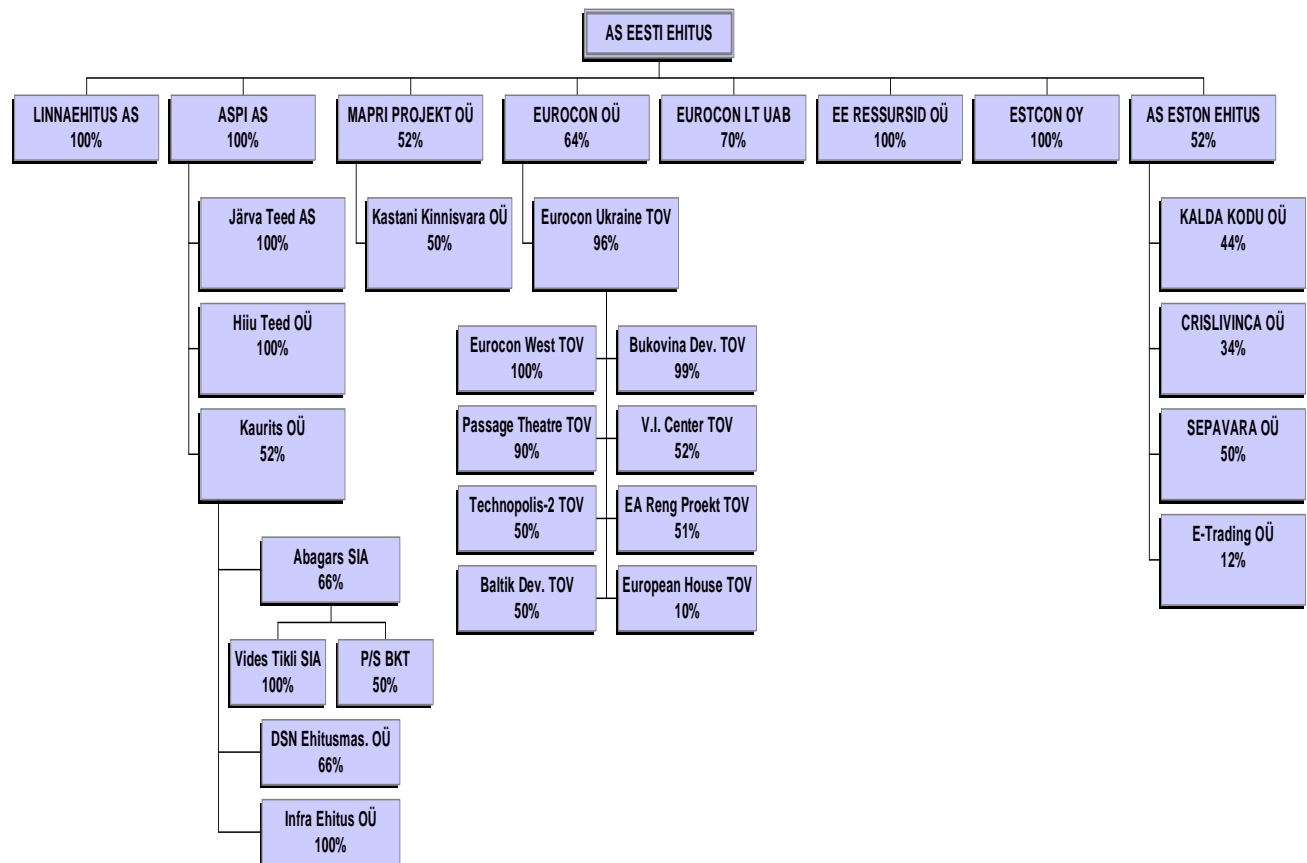 AS EESTI EHITUS
LINNAEHITUS AS
100%
ASPI AS
100%
MAPRI PROJEKT OÜ
52%
EUROCON OÜ
64%
EUROCON LT UAB
70%
EE RESSURSID OÜ
100%
ESTCON OY
100%
AS ESTON EHITUS
52%
Järva Teed AS
100%
Hiiu Teed OÜ
100%
Kaurits OÜ
52%
Abagars SIA
66%
Vides Tikli SIA
100%
P/S BKT
50%
DSN Ehitusmas. OÜ
66%
Infra Ehitus OÜ
100%
Kastani Kinnisvara OÜ
50%
Eurocon Ukraine TOV
96%
Eurocon West TOV
100%
Bukovina Dev. TOV
99%
Passage Theatre TOV
90%
V.I. Center TOV
52%
Technopolis-2 TOV
50%
EA Reng Proekt TOV
51%
Baltik Dev. TOV
50%
European House TOV
10%
KALDA KODU OÜ
44%
CRISLIVINCA OÜ
34%
SEPAVARA OÜ
50%
E-Trading OÜ
12%